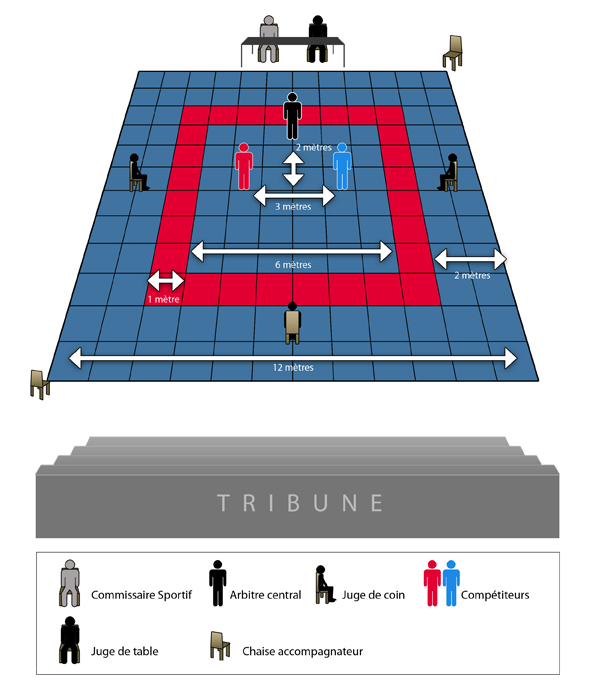 2 mètres
3 mètres
6 mètres
2 mètres
1 mètre
12 mètres
TRIBUNE
Commissaire Sportif
Arbitre central
Juge de coin
Compétiteurs
Juge de table
Chaise accompagnateur